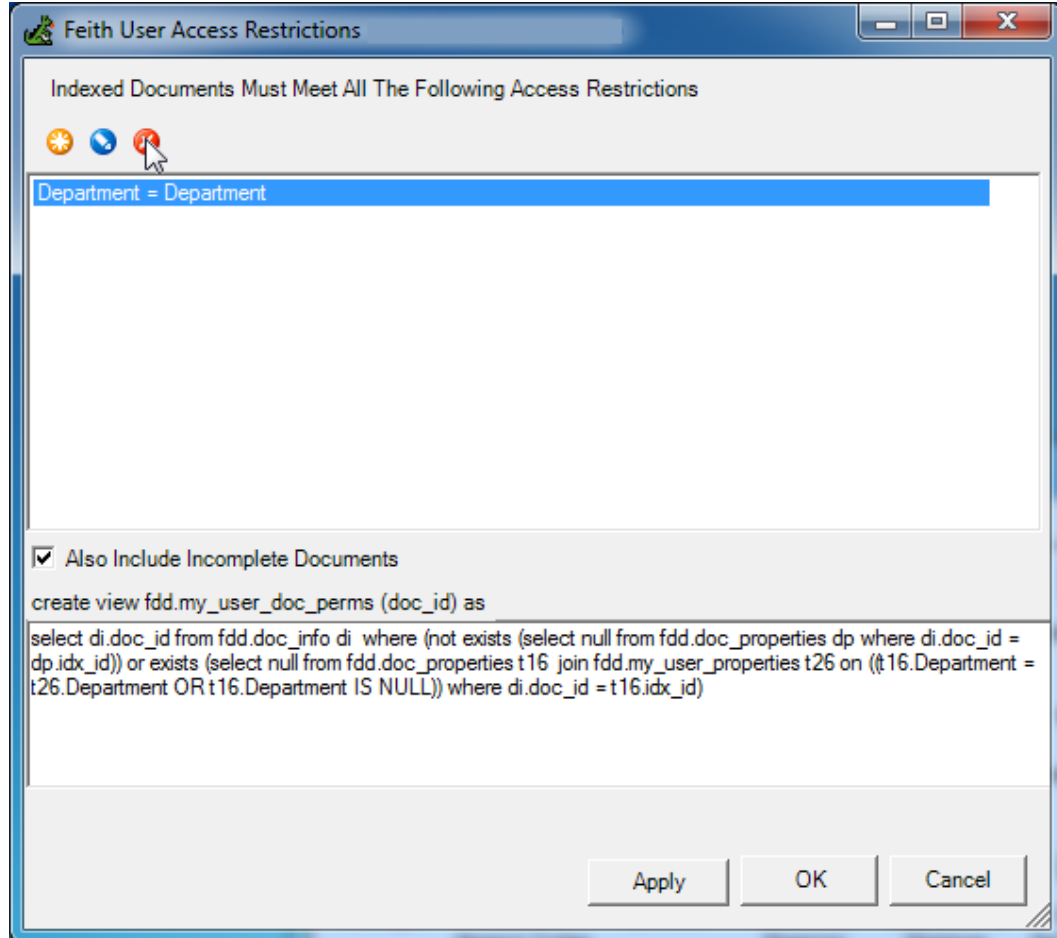 Feith User Access Restrictions
Indexed Documents Must Meet All The Following Access Restrictions
Department = Department
Also Include Incomplete Documents
create view fdd.my_user_doc_perms (doc_id) as
select di.doc_id from fdd.doc_info di  where (not exists (select null from fdd.doc_properties dp where di.doc_id =
dp.idx_id)) or exists (select null from fdd.doc_properties t16  join fdd.my_user_properties t26 on ((t16.Department =
t26.Department OR t16.Department IS NULL)) where di.doc_id = t16.idx_id)
Apply
OK
Cancel